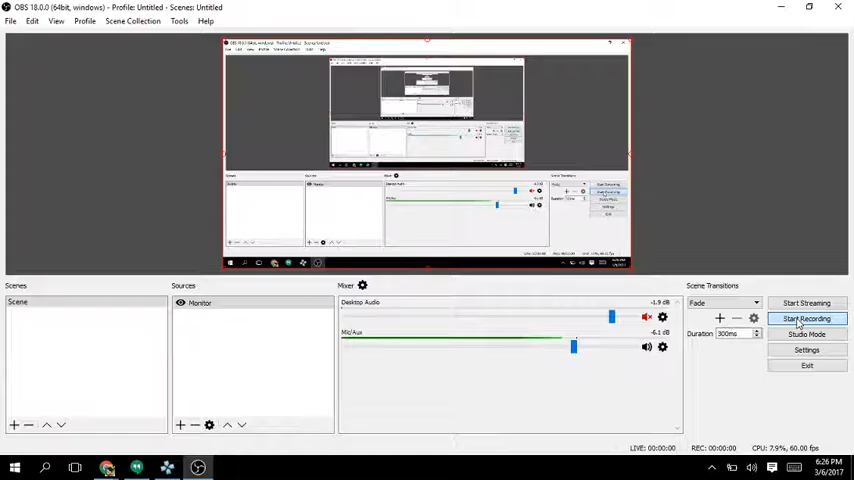 OBS 18.0.0 (64bit, windows) - Profile: Untitled - Scenes: Untitled
File Edit View Profile Scene Collection Tools Help
Scenes Sources Mixer Scene Transitions
Scene
Monitor
Desktop Audio -1.9 dB
Mic/Aux -6.1 dB
Fade
Duration 300ms
Start Streaming
Start Recording
Studio Mode
Settings
Exit
LIVE: 00:00:00 REC: 00:00:00 CPU: 7.9%, 60.00 fps
6:26 PM
3/6/2017